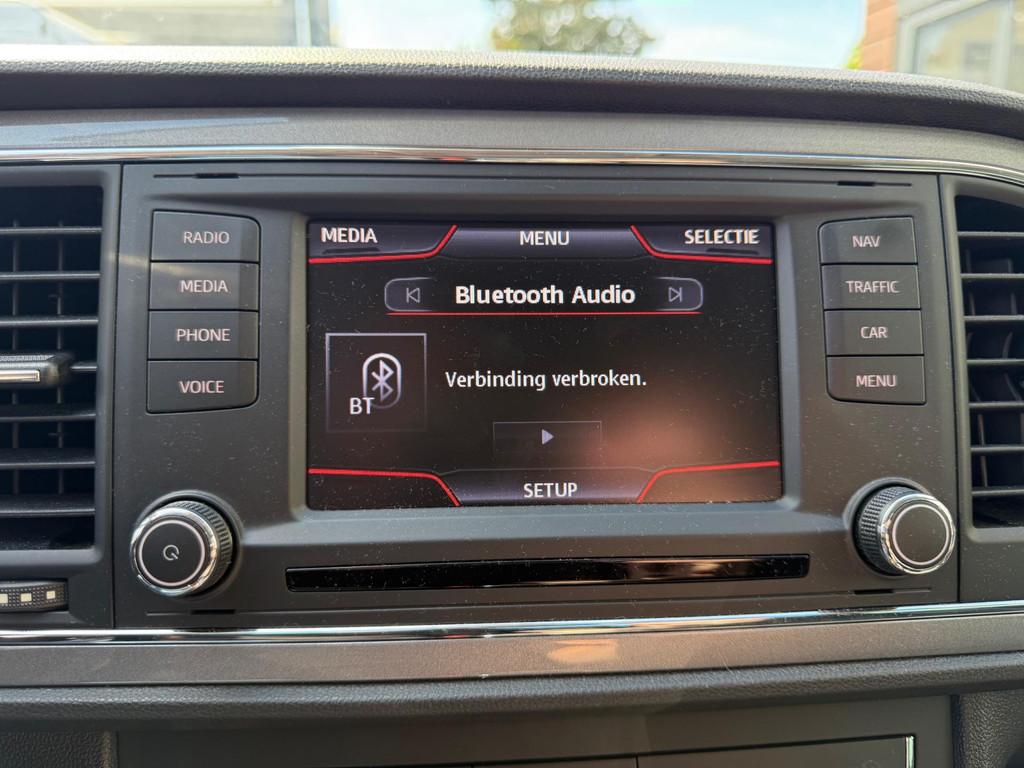 MEDIA MENU SELECTIE
Bluetooth Audio
BT
Verbinding verbroken.
SETUP
RADIO
MEDIA
PHONE
VOICE
NAV
TRAFFIC
CAR
MENU